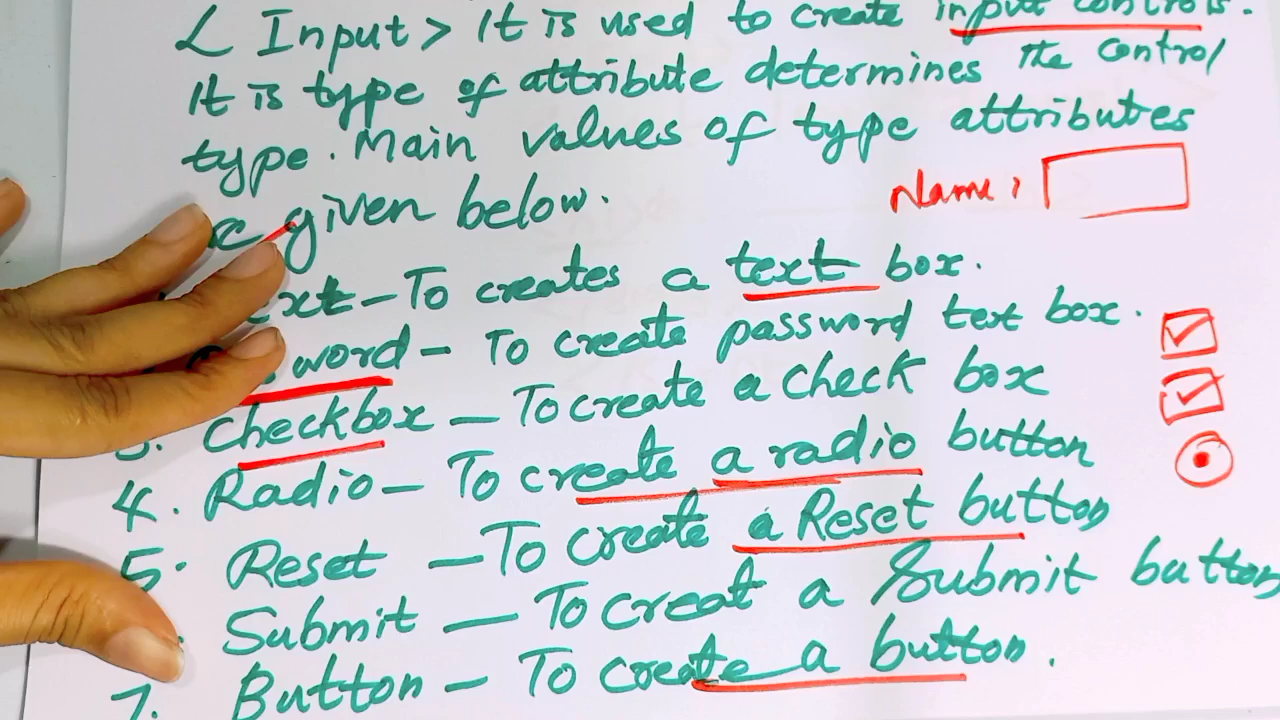 < Input > It is used to create input controls.
It is type of attribute determines the control
type. Main values of type attributes
given below.
Name:
To creates a text box.
word - To create password text box.
3. Checkbox - To create a check box
4. Radio - To create a radio button
5. Reset - To create a Reset button
Submit - To creat a Submit button
7. Button - To create a button.